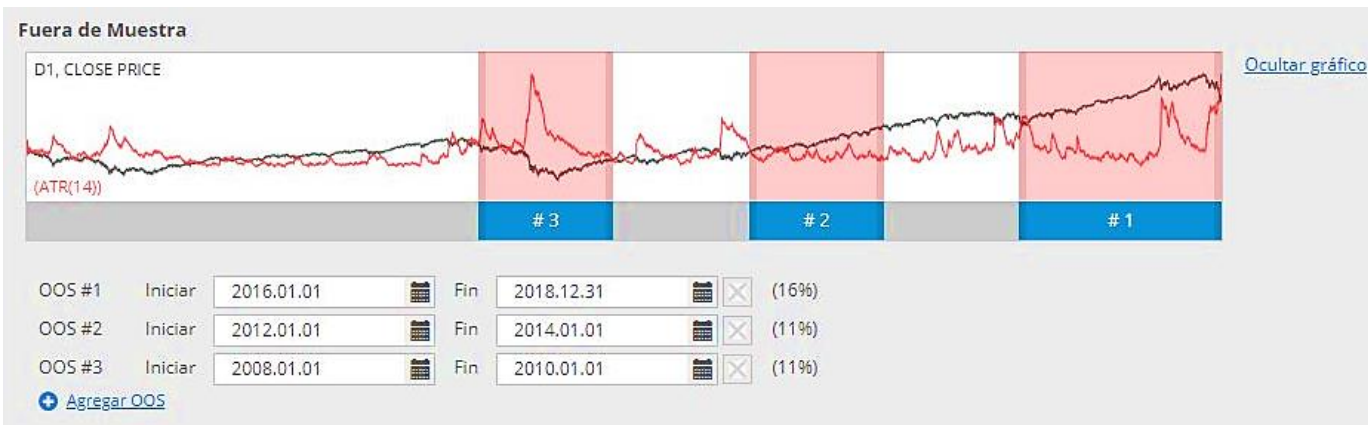 Fuera de Muestra
D1, CLOSE PRICE
Ocultar gráfico
(ATR(14))
# 3
# 2
# 1
OOS #1 Iniciar 2016.01.01 Fin 2018.12.31 (16%)
OOS #2 Iniciar 2012.01.01 Fin 2014.01.01 (11%)
OOS #3 Iniciar 2008.01.01 Fin 2010.01.01 (11%)
Agregar OOS